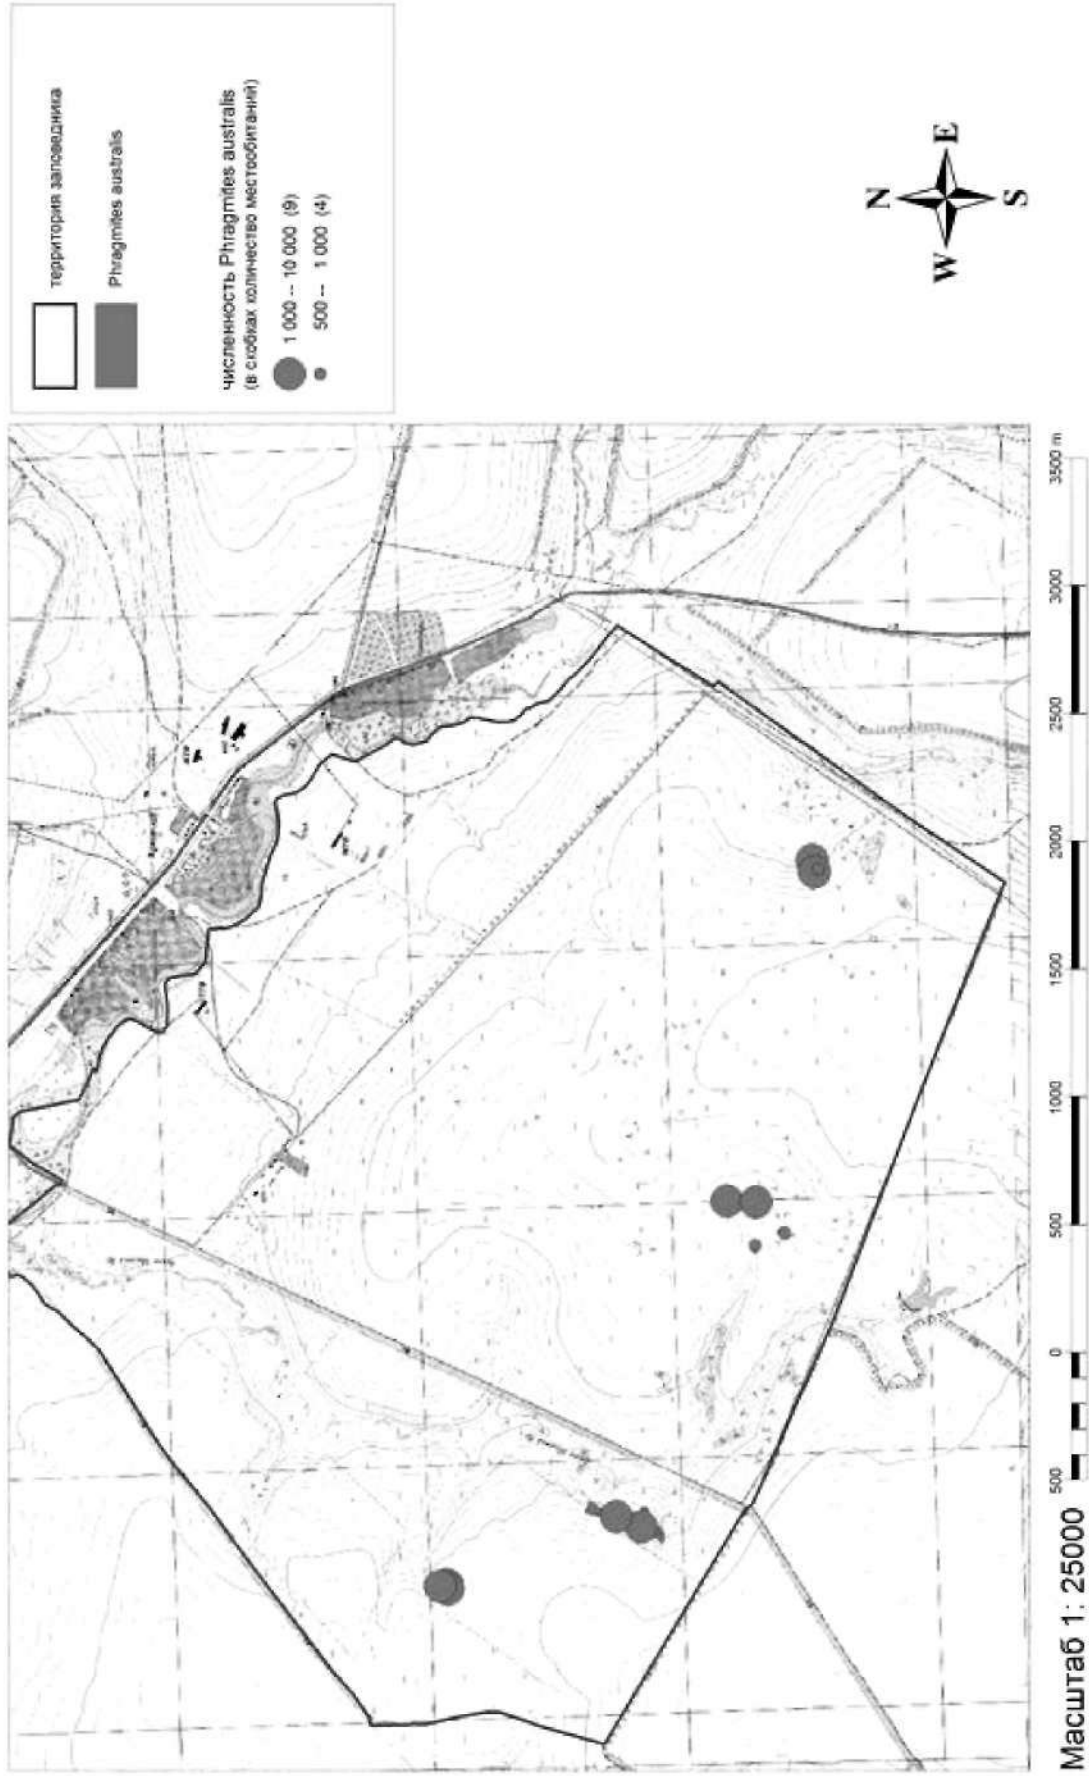 территория заповедника
Phragmites australis
численность Phragmites australis
(в скобках количество местообитаний)
1 000 -- 10 000 (9)
500 -- 1 000 (4)
N
W
E
S
500 0 500 1000 1500 2000 2500 3000 3500 m
Масштаб 1: 25000